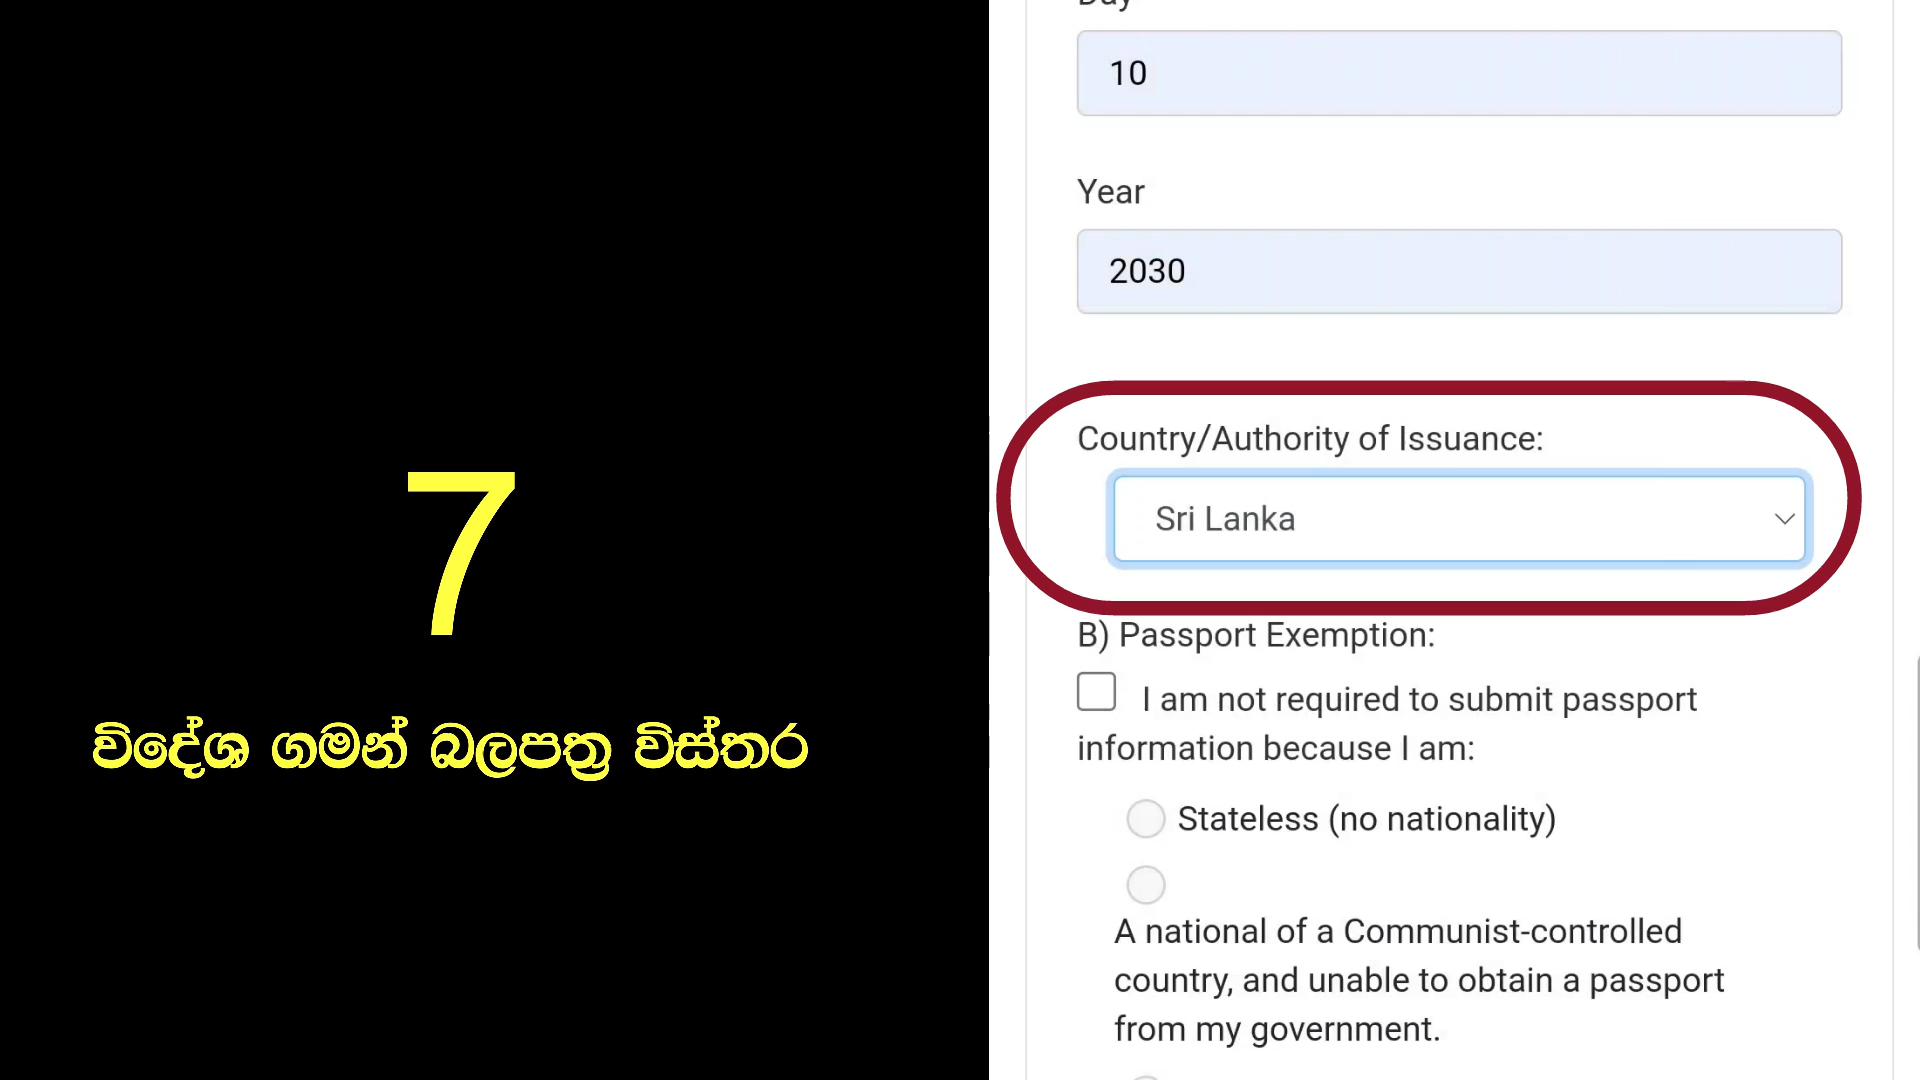 7
විදේශ ගමන් බලපත්‍ර විස්තර
Day
10
Year
2030
Country/Authority of Issuance:
Sri Lanka
B) Passport Exemption:
I am not required to submit passport
information because I am:
Stateless (no nationality)
A national of a Communist-controlled
country, and unable to obtain a passport
from my government.